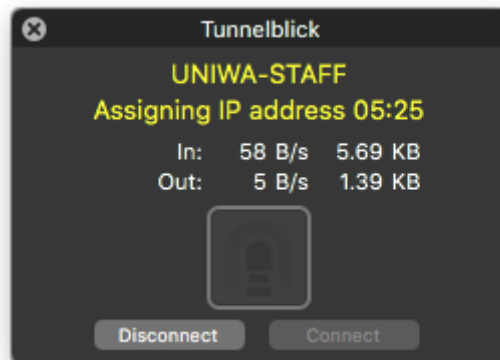 Tunnelblick
UNIWA-STAFF
Assigning IP address 05:25
In: 58 B/s 5.69 KB
Out: 5 B/s 1.39 KB
Disconnect Connect